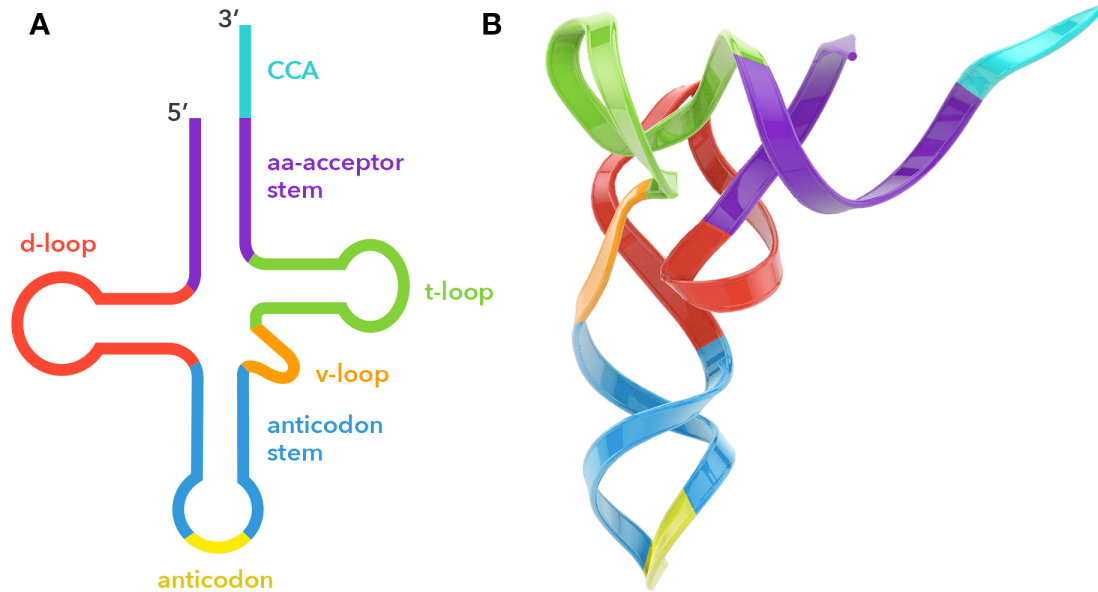 A
B
3′
CCA
5′
aa-acceptor
stem
d-loop
t-loop
v-loop
anticodon
stem
anticodon